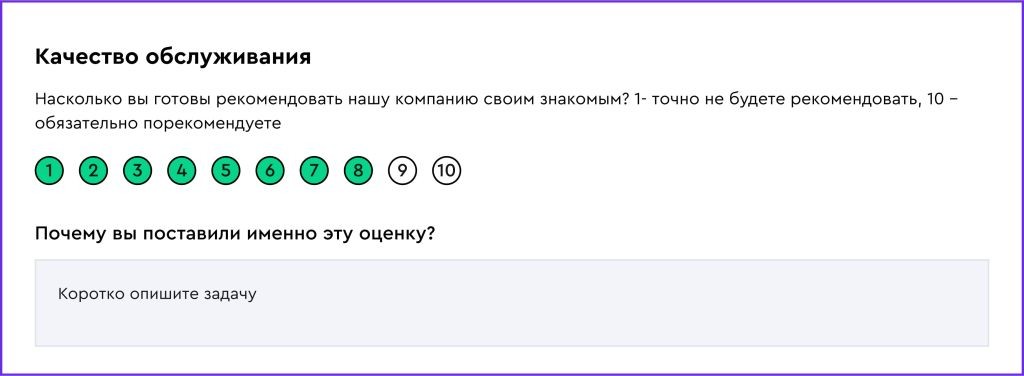 Качество обслуживания
Насколько вы готовы рекомендовать нашу компанию своим знакомым? 1- точно не будете рекомендовать, 10 –
обязательно порекомендуете
1 2 3 4 5 6 7 8 9 10
Почему вы поставили именно эту оценку?
Коротко опишите задачу